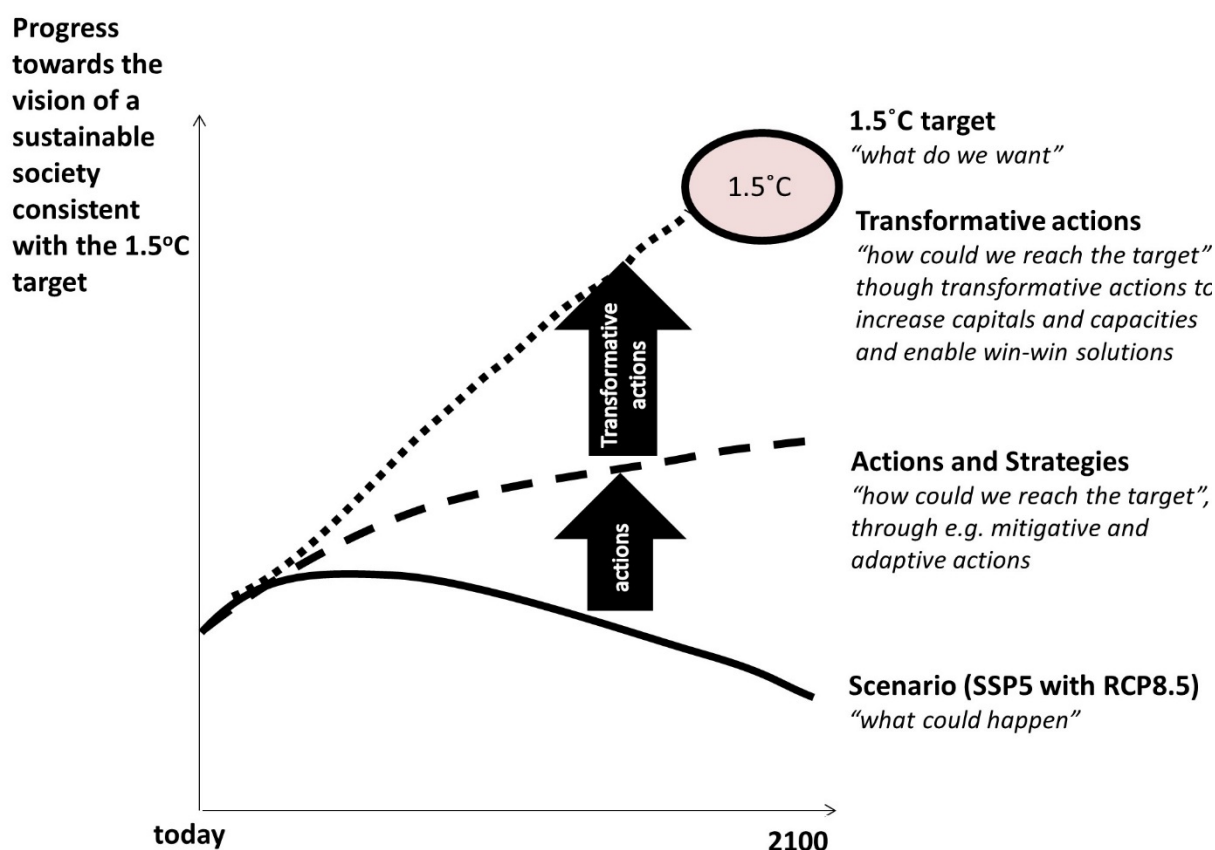 Progress
towards the
vision of a
sustainable
society
consistent
with the 1.5°C
target
1.5˚C target
"what do we want"
1.5˚C
Transformative actions
"how could we reach the target"
though transformative actions to
increase capitals and capacities
and enable win-win solutions
Transformative
actions
Actions and Strategies
"how could we reach the target",
through e.g. mitigative and
adaptive actions
actions
Scenario (SSP5 with RCP8.5)
"what could happen"
today
2100